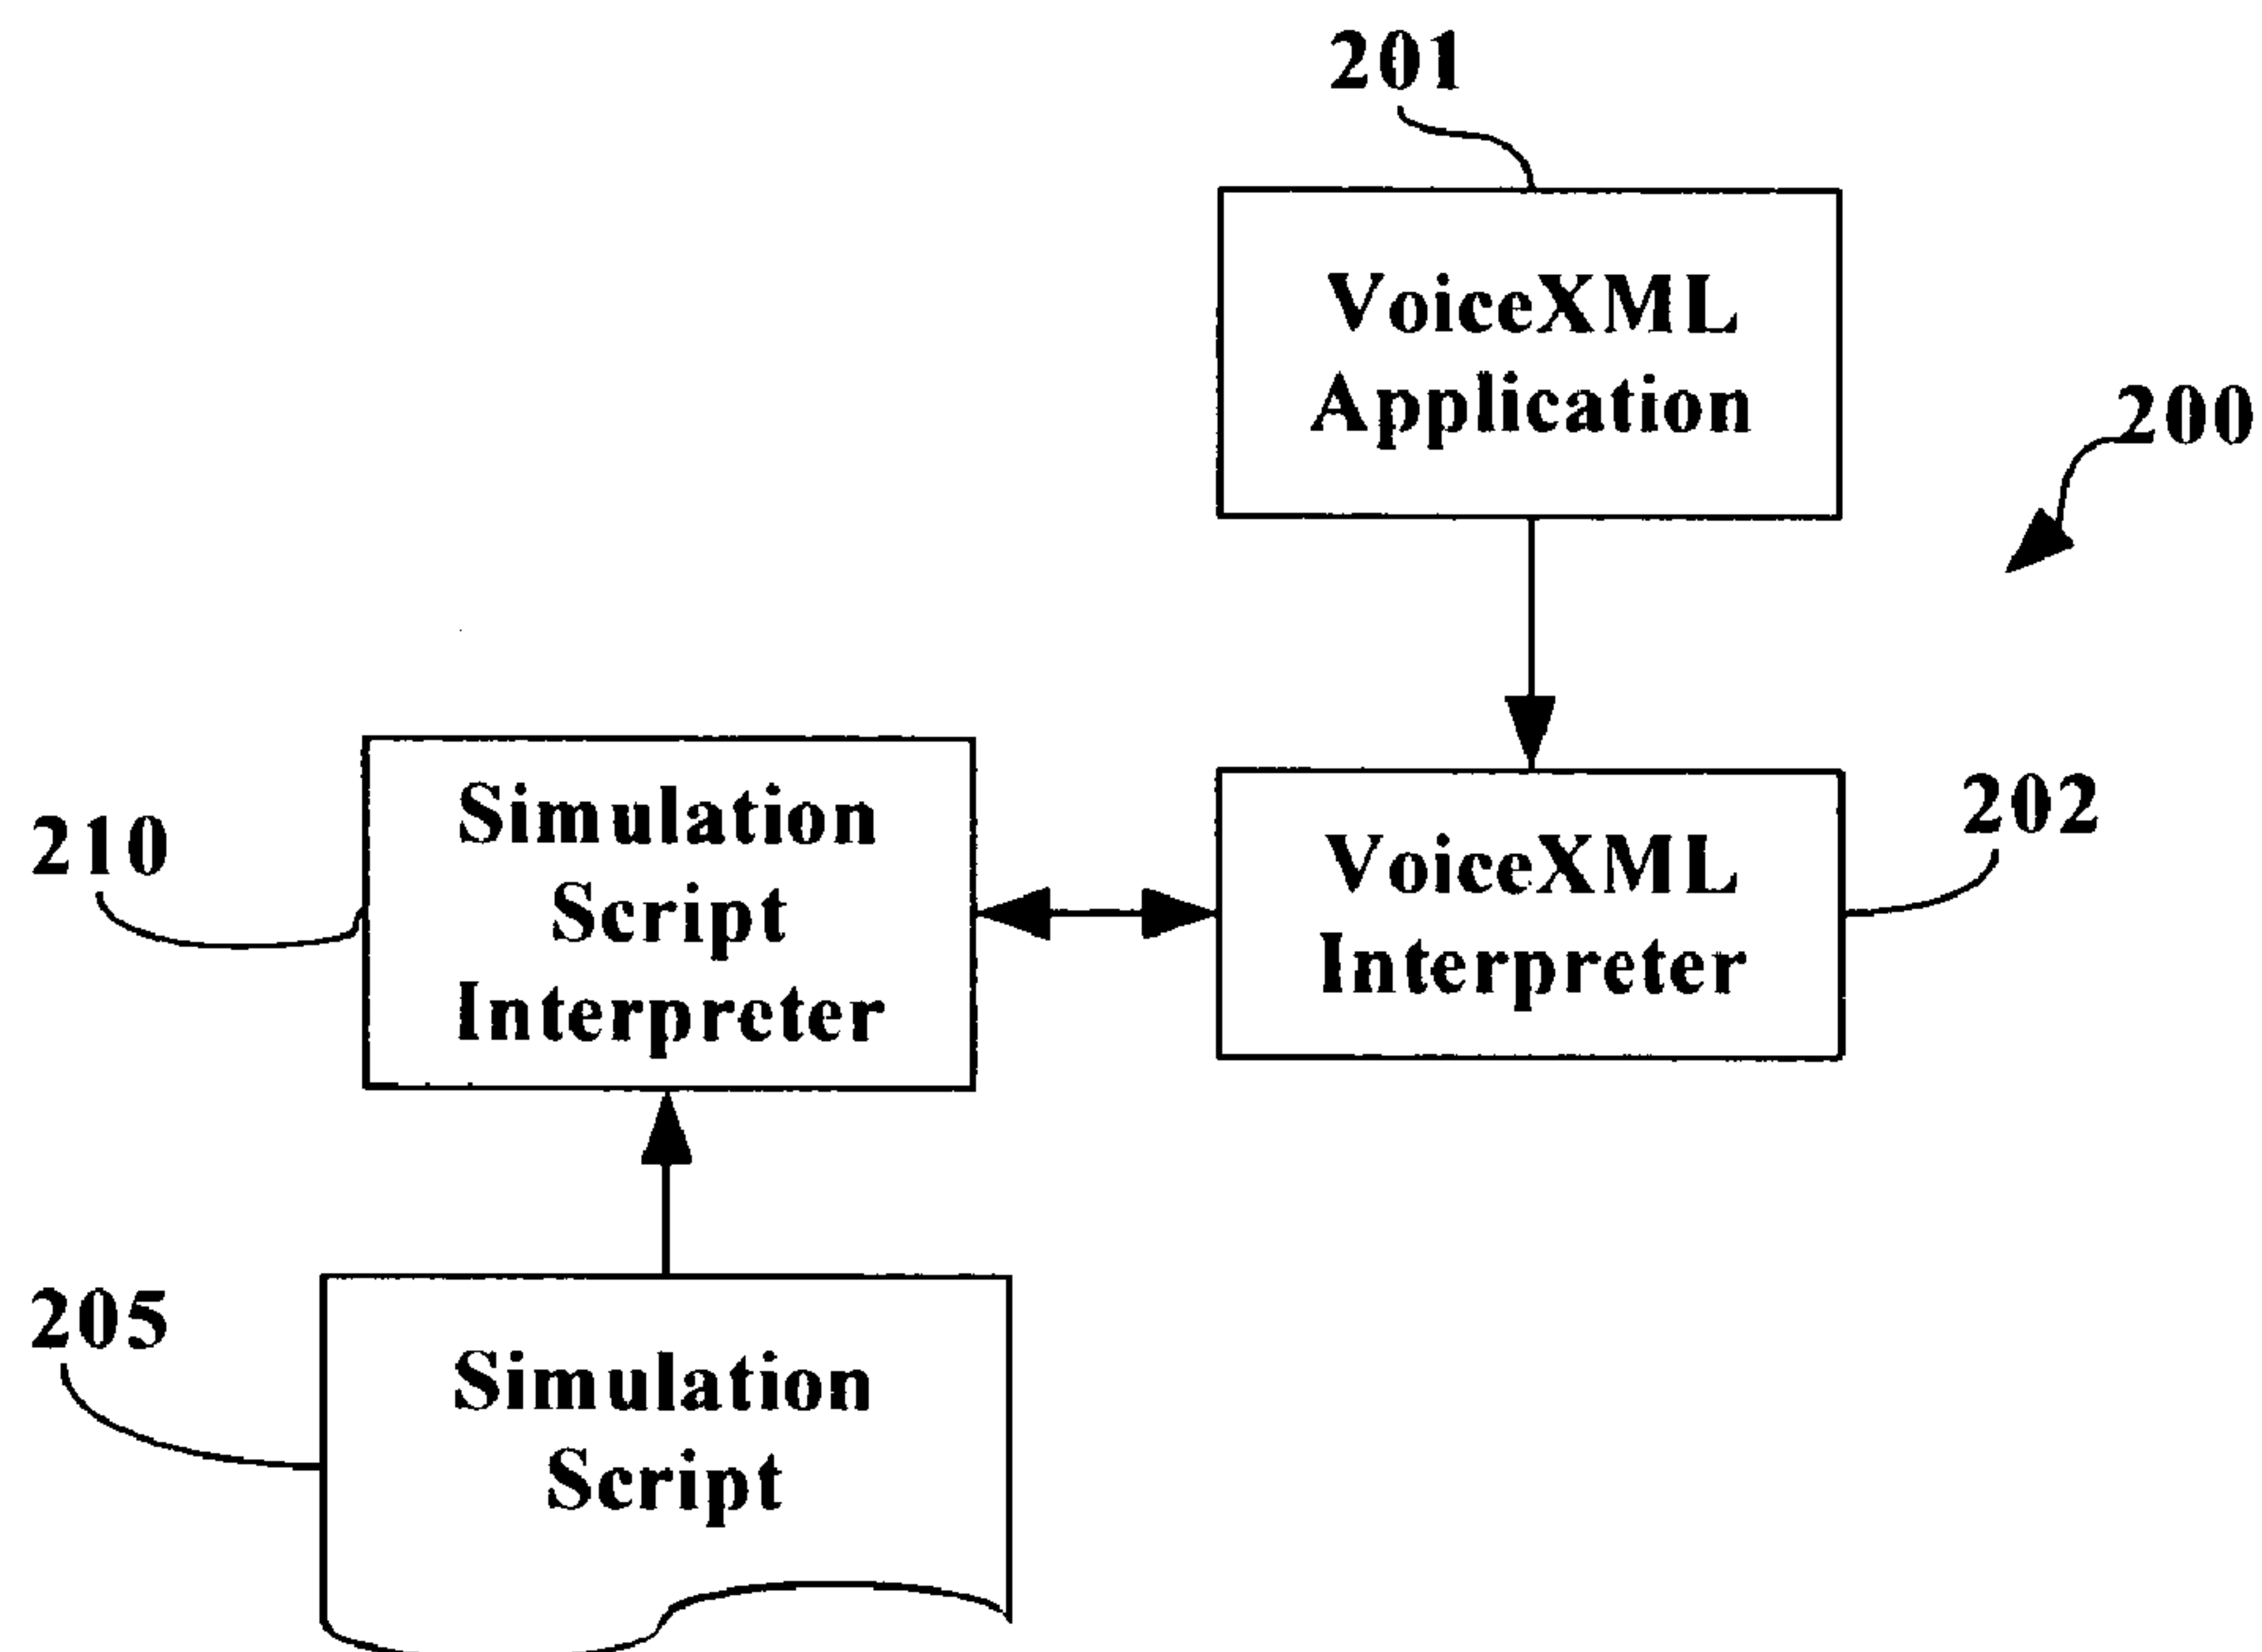 201
VoiceXML
Application
200
210
Simulation
Script
Interpreter
VoiceXML
Interpreter
202
205
Simulation
Script